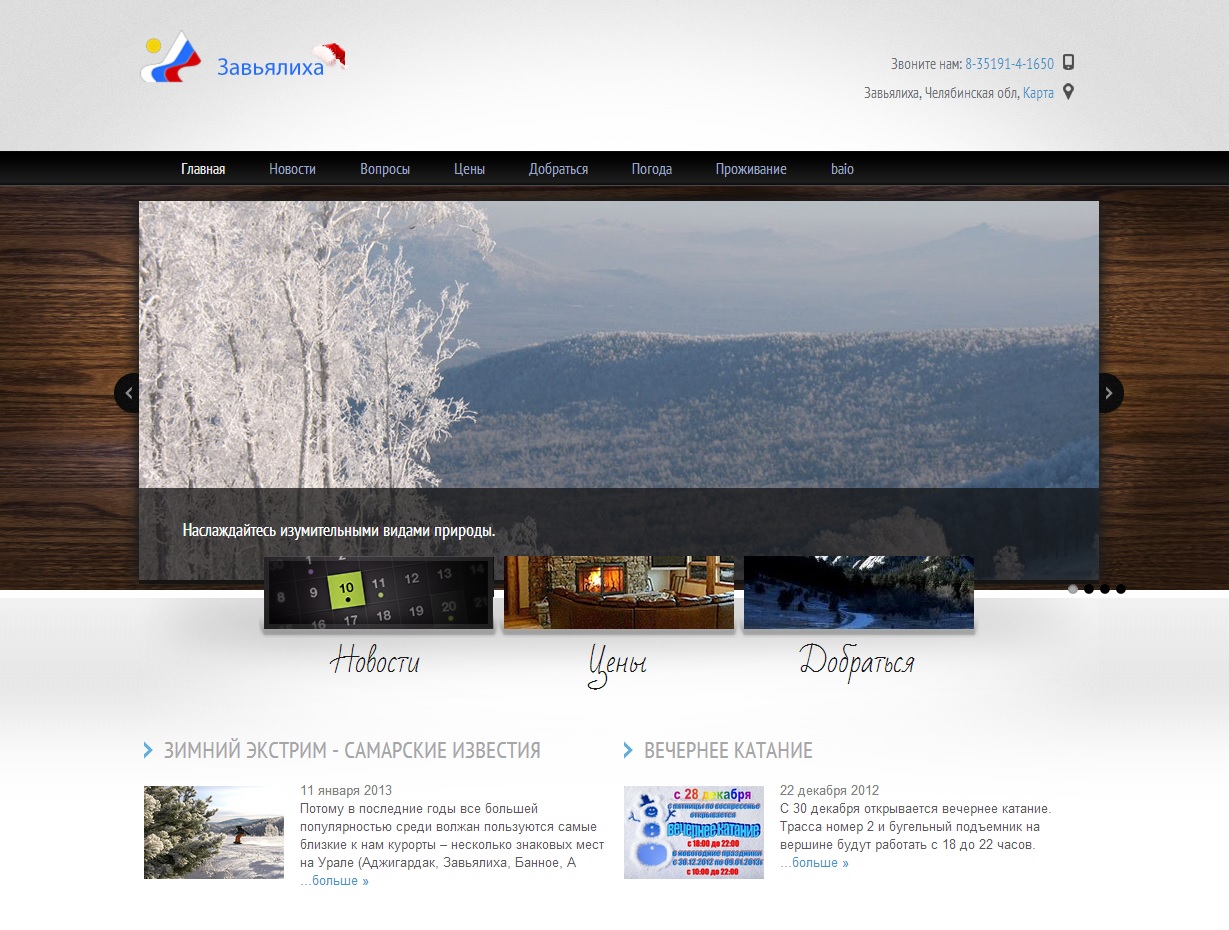 Завьялиха
Звоните нам: 8-35191-4-1650
Завьялиха, Челябинская обл, Карта
Главная Новости Вопросы Цены Добраться Погода Проживание baio
Наслаждайтесь изумительными видами природы.
1 2
8 9 10 11 12 13 14
16 17 18 19 20 21
Новости Цены Добраться
ЗИМНИЙ ЭКСТРИМ - САМАРСКИЕ ИЗВЕСТИЯ
11 января 2013
Потому в последние годы все большей
популярностью среди волжан пользуются самые
близкие к нам курорты – несколько знаковых мест
на Урале (Аджигардак, Завьялиха, Банное, А
...больше »
ВЕЧЕРНЕЕ КАТАНИЕ
с 28 декабря
с пятницы по воскресенье
открывается
вечернее катание
с 18:00 до 22:00
в новогодние праздники
с 30.12.2012 по 09.01.2013г
с 10:00 до 22:00
22 декабря 2012
С 30 декабря открывается вечернее катание.
Трасса номер 2 и бугельный подъемник на
вершине будут работать с 18 до 22 часов.
...больше »